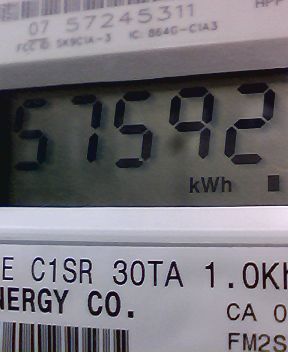 07 57245311
FCC ID: SK9C1A-3 IC: 864G-C1A3
57592
kWh
E C1SR 30TA 1.0Kh
NERGY CO.
CA 0
FM2S